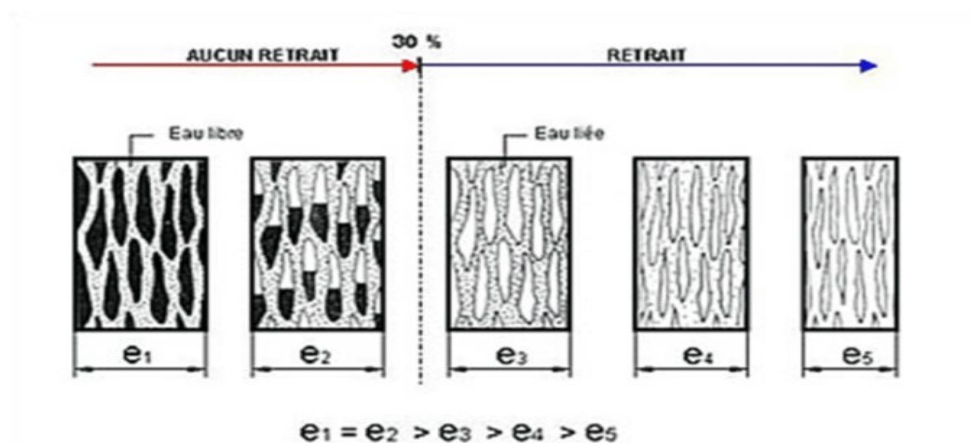 30 %
AUCUN RETRAIT
RETRAIT
Eau libre
Eau liée
e1
e2
e3
e4
e5
e1 = e2 > e3 > e4 > e5